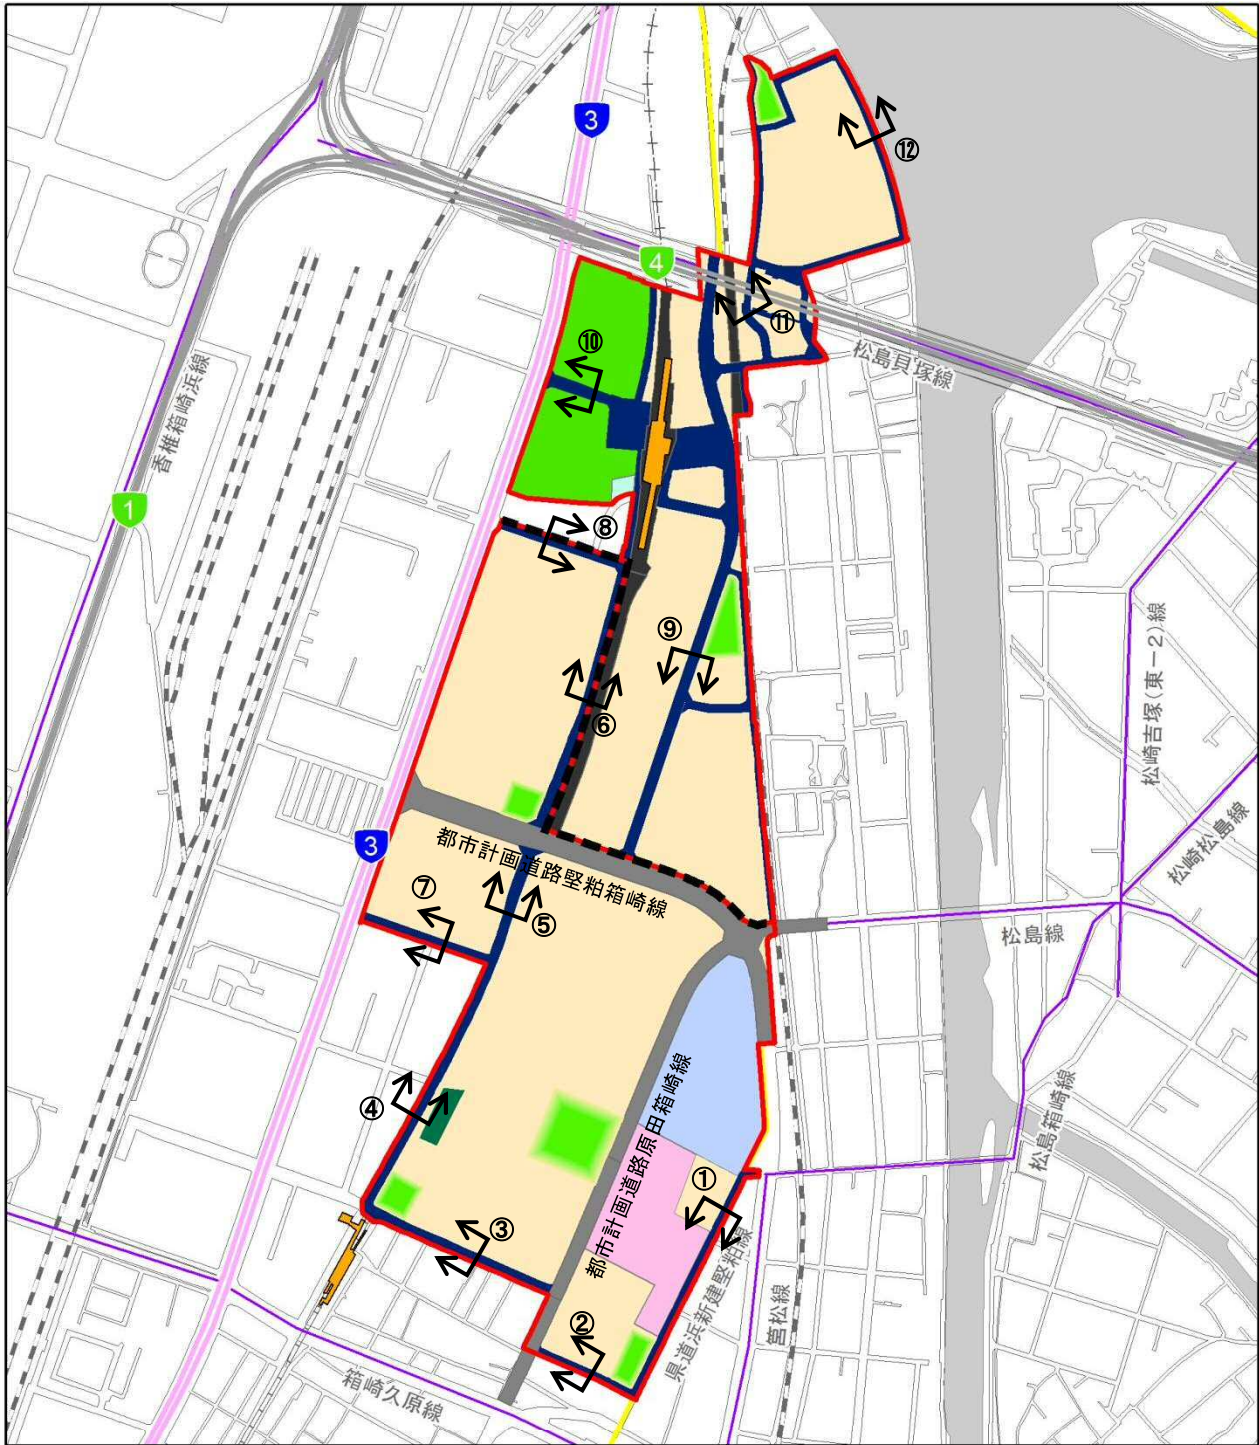 3
⑫
4
⑪
松島貝塚線
⑩
香椎箱崎浜線
1
⑧
⑨
⑥
松崎吉塚(東－2)線
3
都市計画道路堅粕箱崎線
松崎松島線
⑦
⑤
松島線
④
都市計画道路原田箱崎線
松島箱崎線
①
③
県道浜新建堅粕線
筥松線
②
箱崎久原線